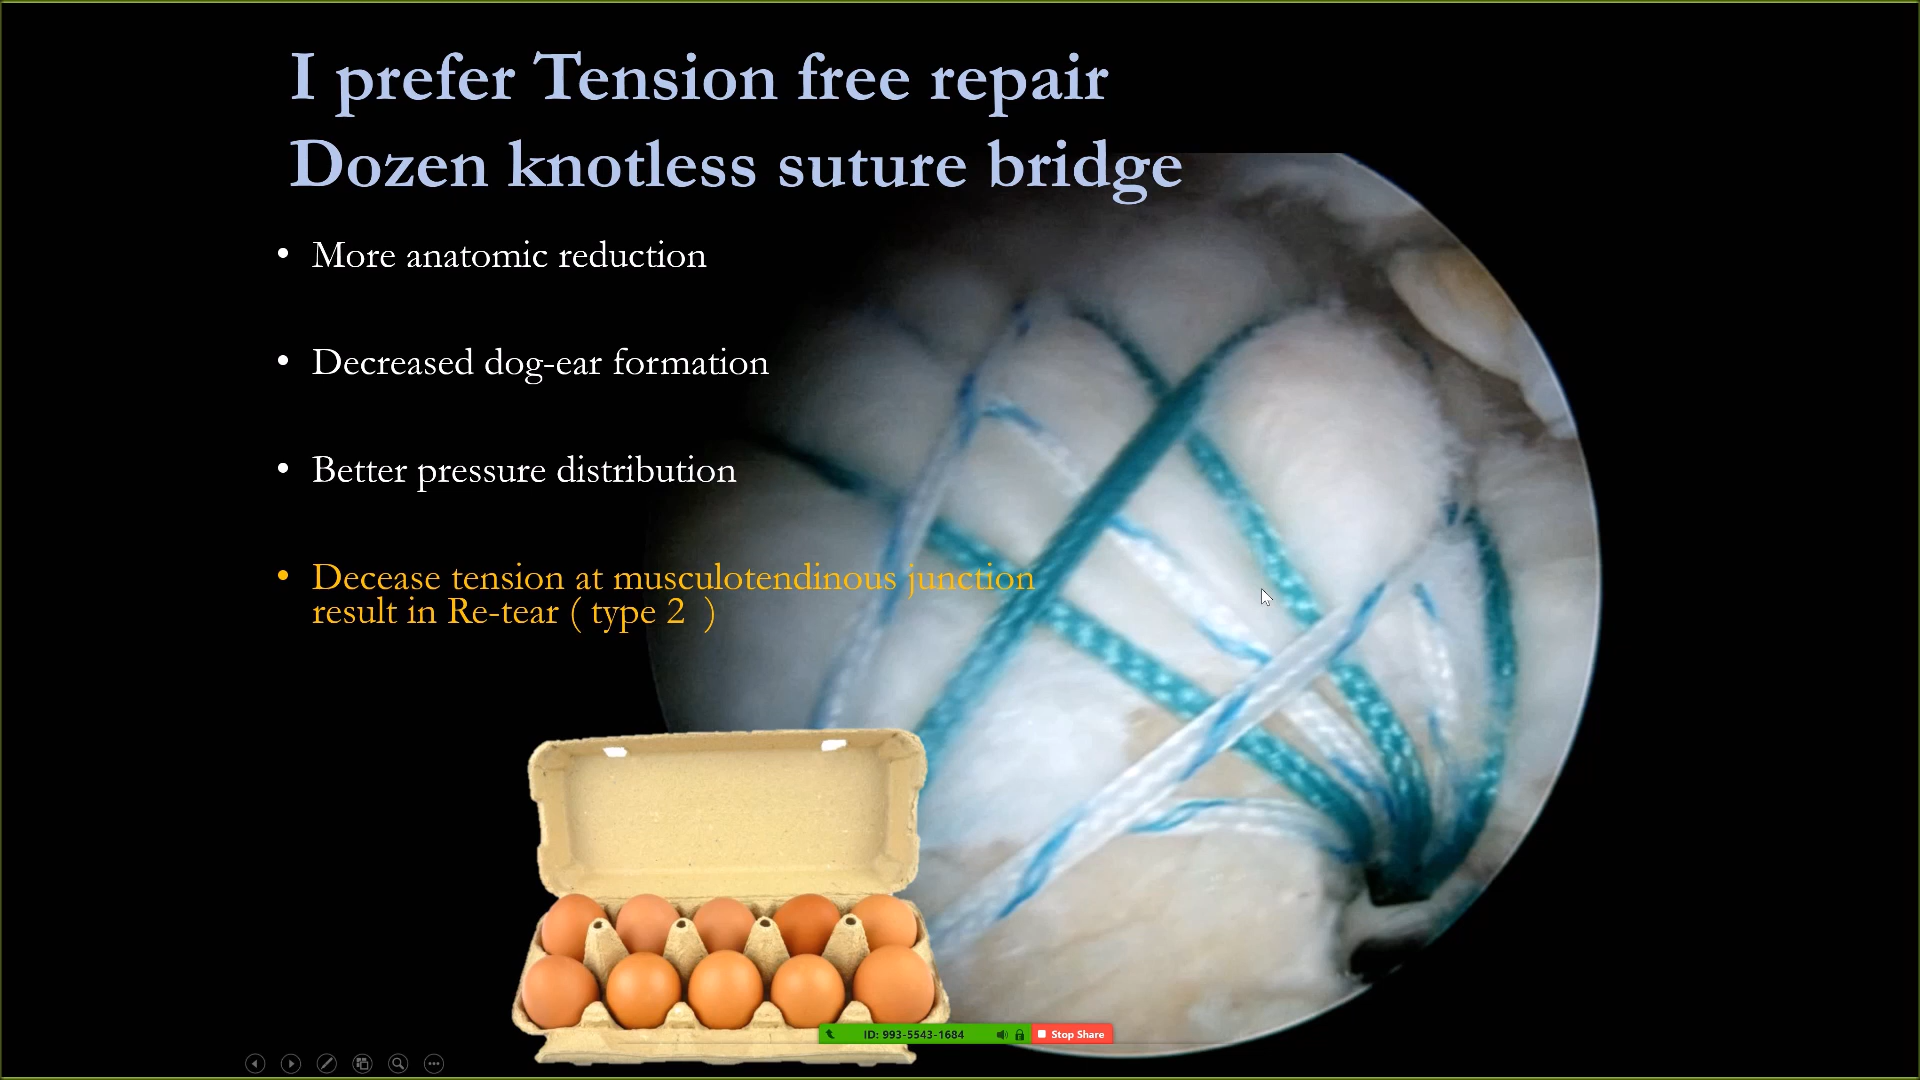 I prefer Tension free repair
Dozen knotless suture bridge
• More anatomic reduction
• Decreased dog-ear formation
• Better pressure distribution
• Decease tension at musculotendinous junction
result in Re-tear ( type 2  )
ID: 993-5543-1684
Stop Share